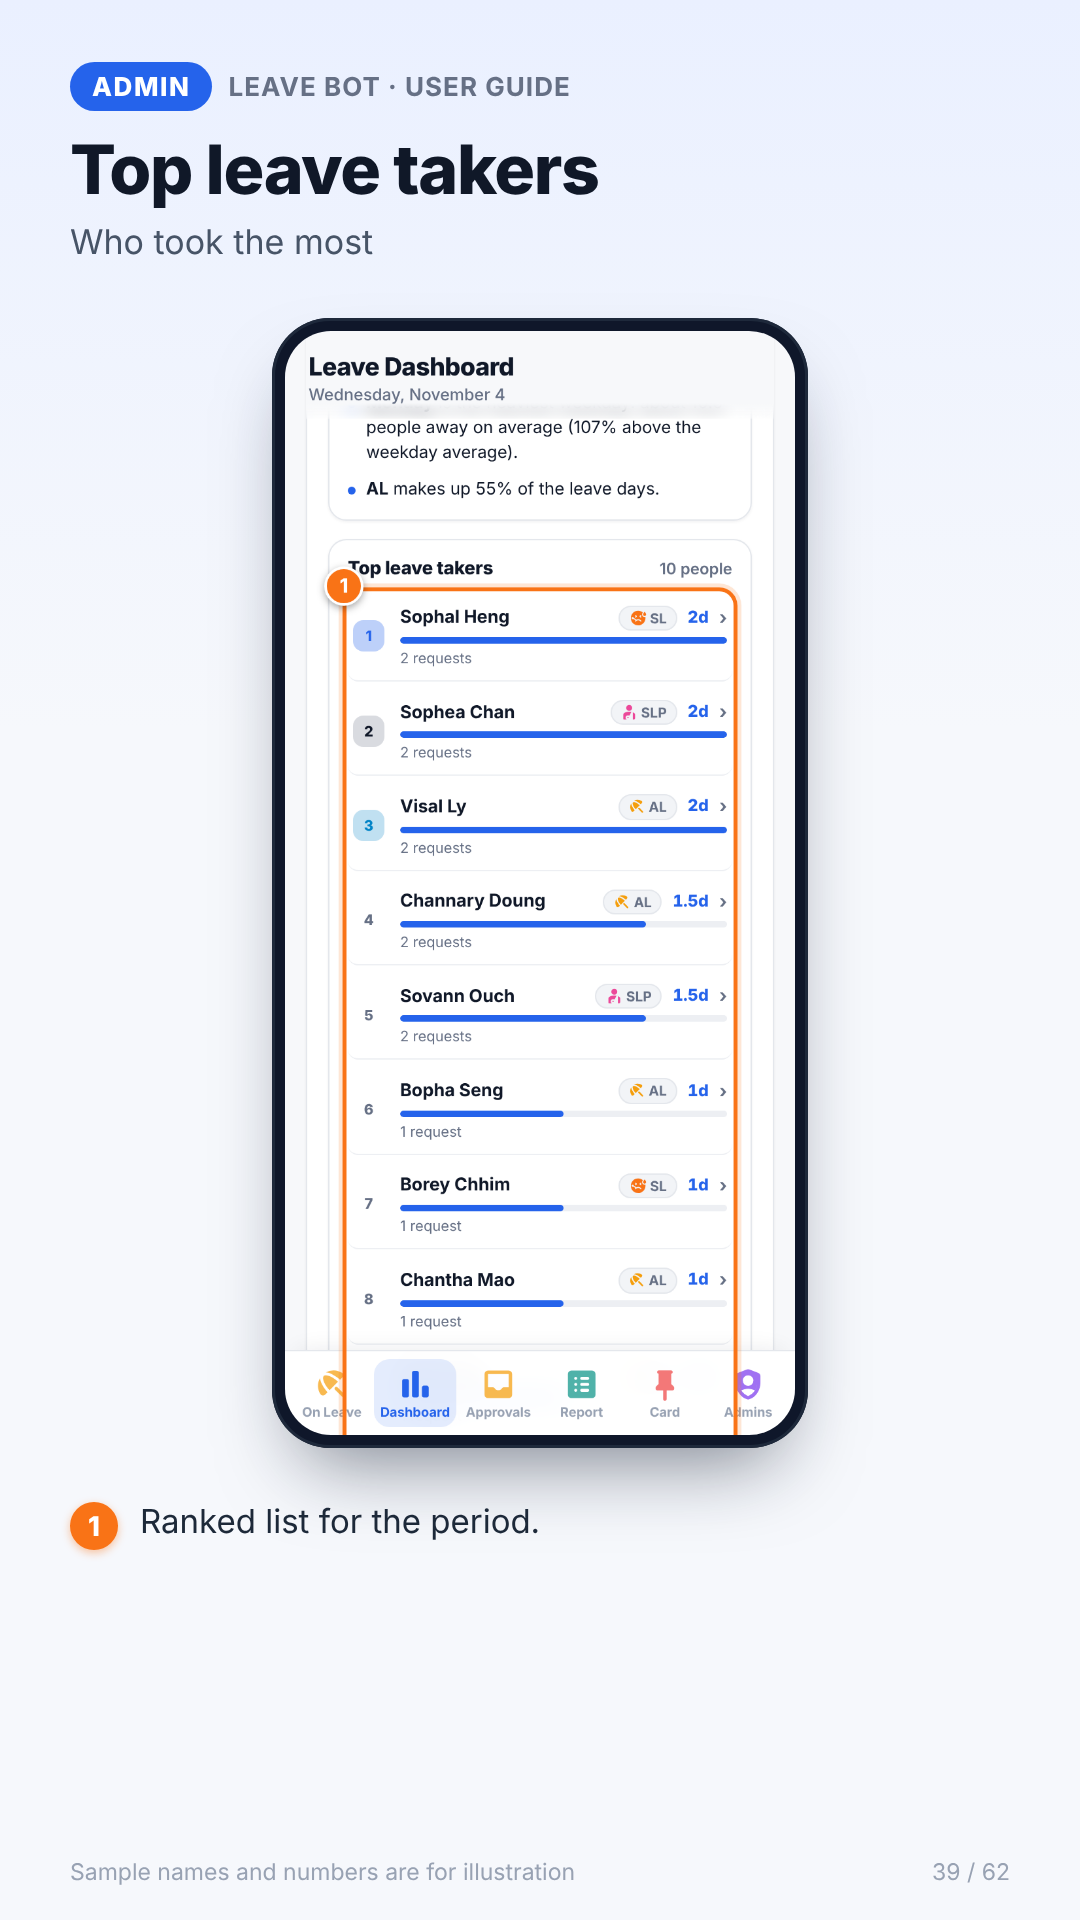 ADMIN LEAVE BOT · USER GUIDE
Top leave takers
Who took the most
Leave Dashboard
Wednesday, November 4
people away on average (107% above the
weekday average).
AL makes up 55% of the leave days.
Top leave takers 10 people
1
1 Sophal Heng SL 2d ›
2 requests
2 Sophea Chan SLP 2d ›
2 requests
3 Visal Ly AL 2d ›
2 requests
4 Channary Doung AL 1.5d ›
2 requests
5 Sovann Ouch SLP 1.5d ›
2 requests
6 Bopha Seng AL 1d ›
1 request
7 Borey Chhim SL 1d ›
1 request
8 Chantha Mao AL 1d ›
1 request
On Leave Dashboard Approvals Report Card Admins
1 Ranked list for the period.
Sample names and numbers are for illustration 39 / 62